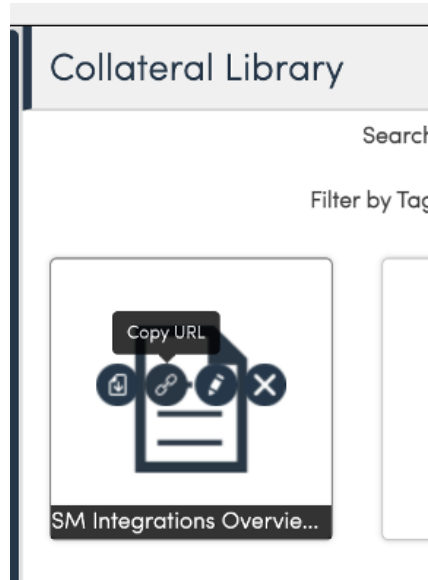 Collateral Library
Search
Filter by Tag
Copy URL
SM Integrations Overvie...